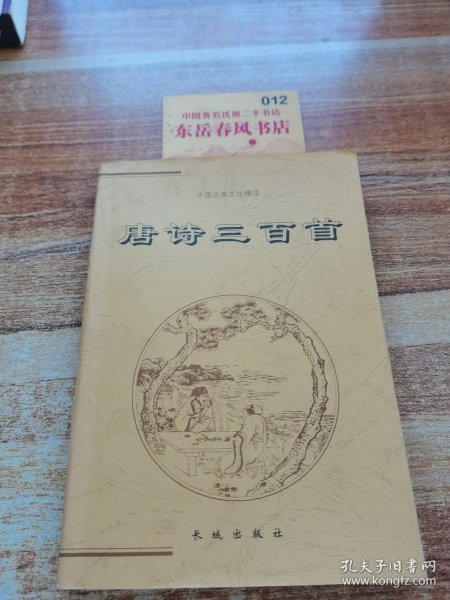 012
中国著名优质二手书店
东岳春风书店
中国古典文化精华
唐诗三百首
长城出版社
孔夫子旧书网
www.kongfz.com